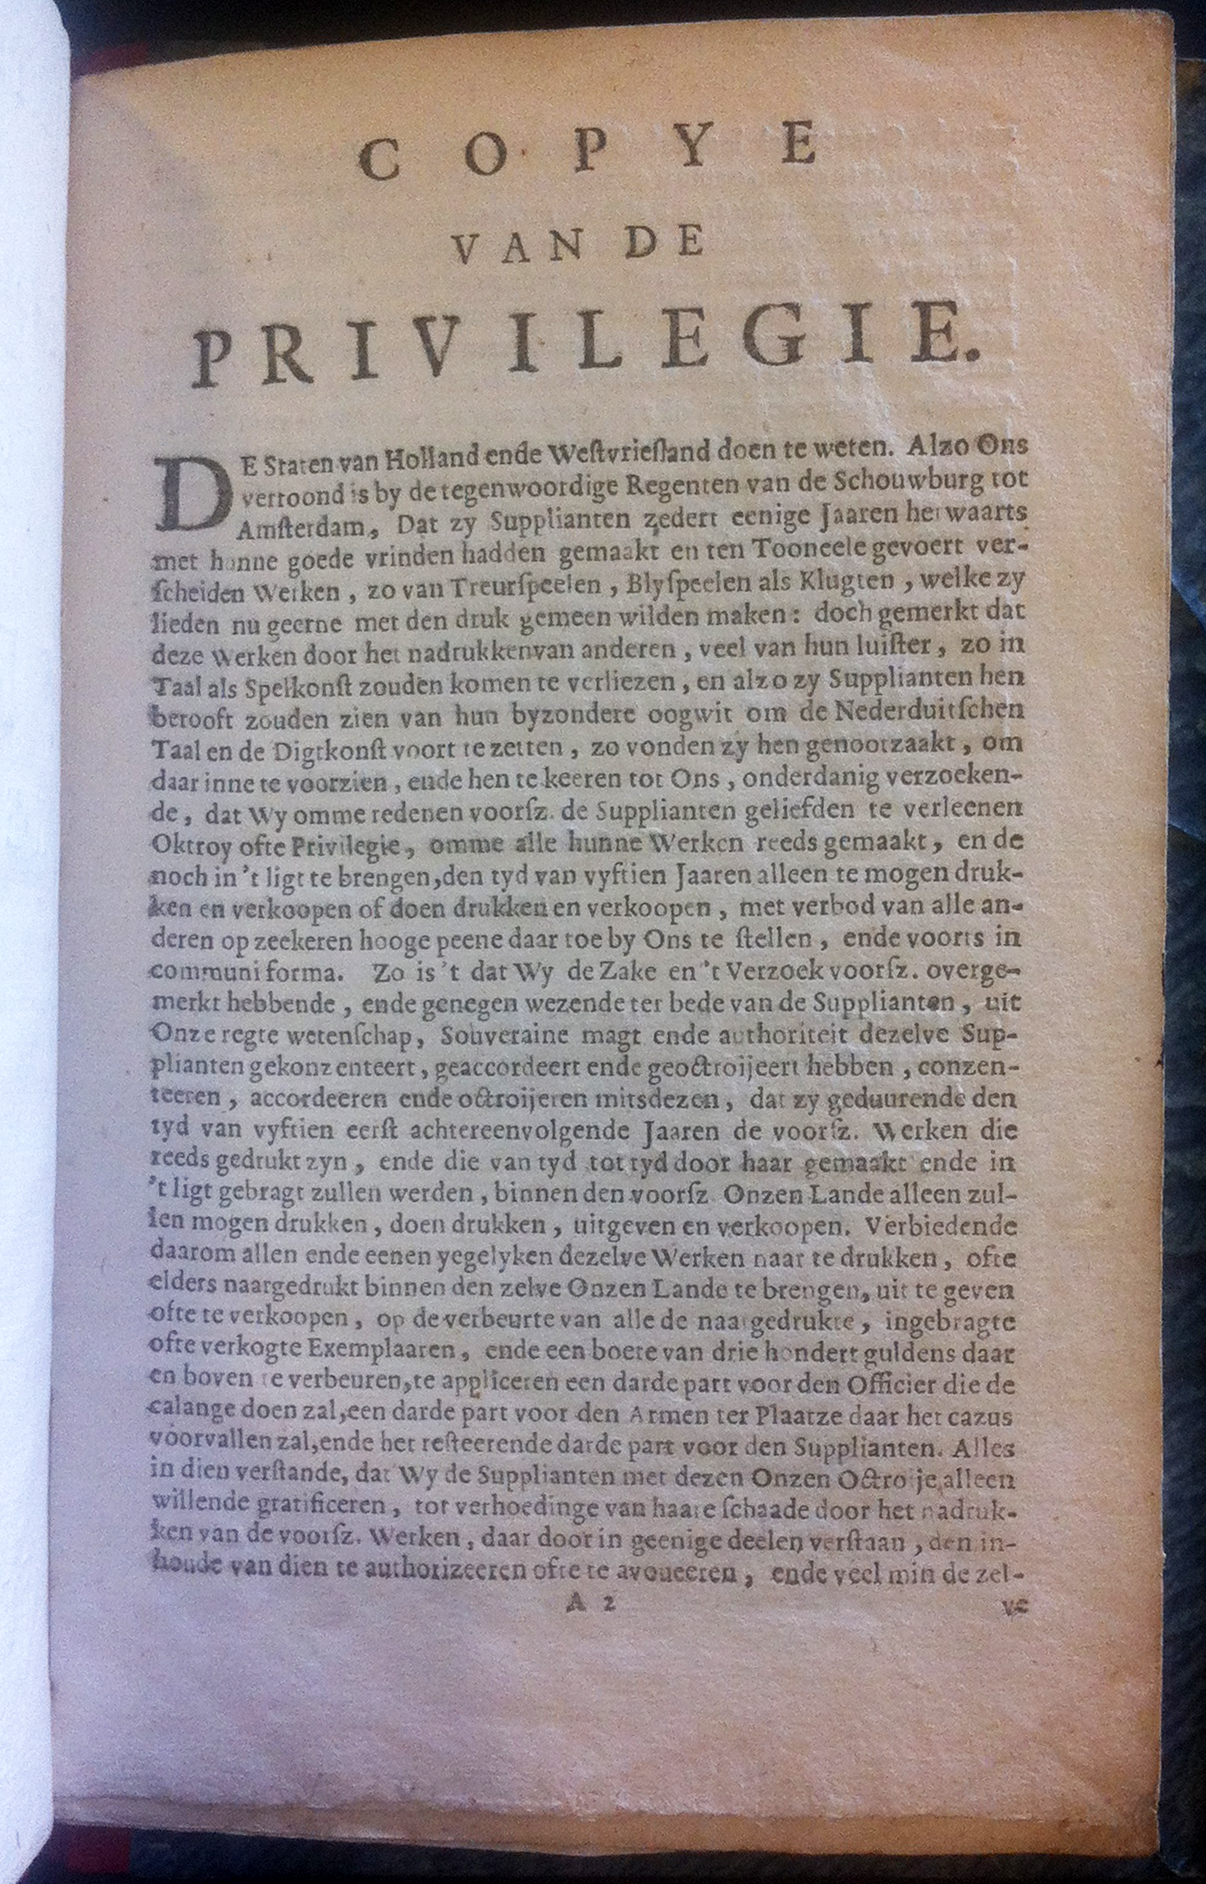 COPYE
VAN DE
PRIVILEGIE.
DE Staten van Holland ende Weſtvrieſland doen te weten. Alzo Ons
vertoond is by de tegenwoordige Regenten van de Schouwburg tot
Amſterdam, Dat zy Supplianten zedert eenige Jaaren herwaarts
met hunne goede vrinden hadden gemaakt en ten Tooneele gevoert ver-
ſcheiden Werken, zo van Treurſpeelen, Blyſpeelen als Klugten, welke zy
lieden nu geerne met den druk gemeen wilden maken: doch gemerkt dat
deze Werken door het nadrukken van anderen, veel van hun luiſter, zo in
Taal als Spelkonſt zouden komen te verliezen, en alzo zy Supplianten hen
berooft zouden zien van hun byzondere oogwit om de Nederduitſchen
Taal en de Digtkonſt voort te zetten, zo vonden zy hen genootzaakt, om
daar inne te voorzien, ende hen te keeren tot Ons, onderdanig verzoeken-
de, dat Wy omme redenen voorſz. de Supplianten geliefden te verleenen
Oktroy ofte Privilegie, omme alle hunne Werken reeds gemaakt, en de
noch in 't ligt te brengen, den tyd van vyftien Jaaren alleen te mogen druk-
ken en verkoopen of doen drukken en verkoopen, met verbod van alle an-
deren op zeekeren hooge peene daar toe by Ons te ſtellen, ende voorts in
communi forma. Zo is 't dat Wy de Zake en 't Verzoek voorſz. overge-
merkt hebbende, ende genegen wezende ter bede van de Supplianten, uit
Onze regte wetenſchap, Souveraine magt ende authoriteit dezelve Sup-
plianten gekonzenteert, geaccordeert ende geoctroijeert hebben, conzen-
teeren, accordeeren ende octroijeren mitsdezen, dat zy geduurende den
tyd van vyftien eerſt achtereenvolgende Jaaren de voorſz. Werken die
reeds gedrukt zyn, ende die van tyd tot tyd door haar gemaakt ende in
't ligt gebragt zullen werden, binnen den voorſz Onzen Lande alleen zul-
len mogen drukken, doen drukken, uitgeven en verkoopen. Verbiedende
daarom allen ende eenen yegelyken dezelve Werken naar te drukken, ofte
elders naargedrukt binnen den zelve Onzen Lande te brengen, uit te geven
ofte te verkoopen, op de verbeurte van alle de naargedrukte, ingebragte
ofte verkogte Exemplaaren, ende een boete van drie hondert guldens daar
en boven te verbeuren, te appliceren een darde part voor den Officier die de
calange doen zal, een darde part voor den Armen ter Plaatze daar het cazus
voorvallen zal, ende het reſteerende darde part voor den Supplianten. Alles
in dien verſtande, dat Wy de Supplianten met dezen Onzen Octroije alleen
willende gratificeren, tot verhoedinge van haare ſchaade door het nadruk-
ken van de voorſz. Werken, daar door in geenige deelen verſtaan, den in-
houde van dien te authorizeeren ofte te avoueeren, ende veel min de zel-
A 2 ve